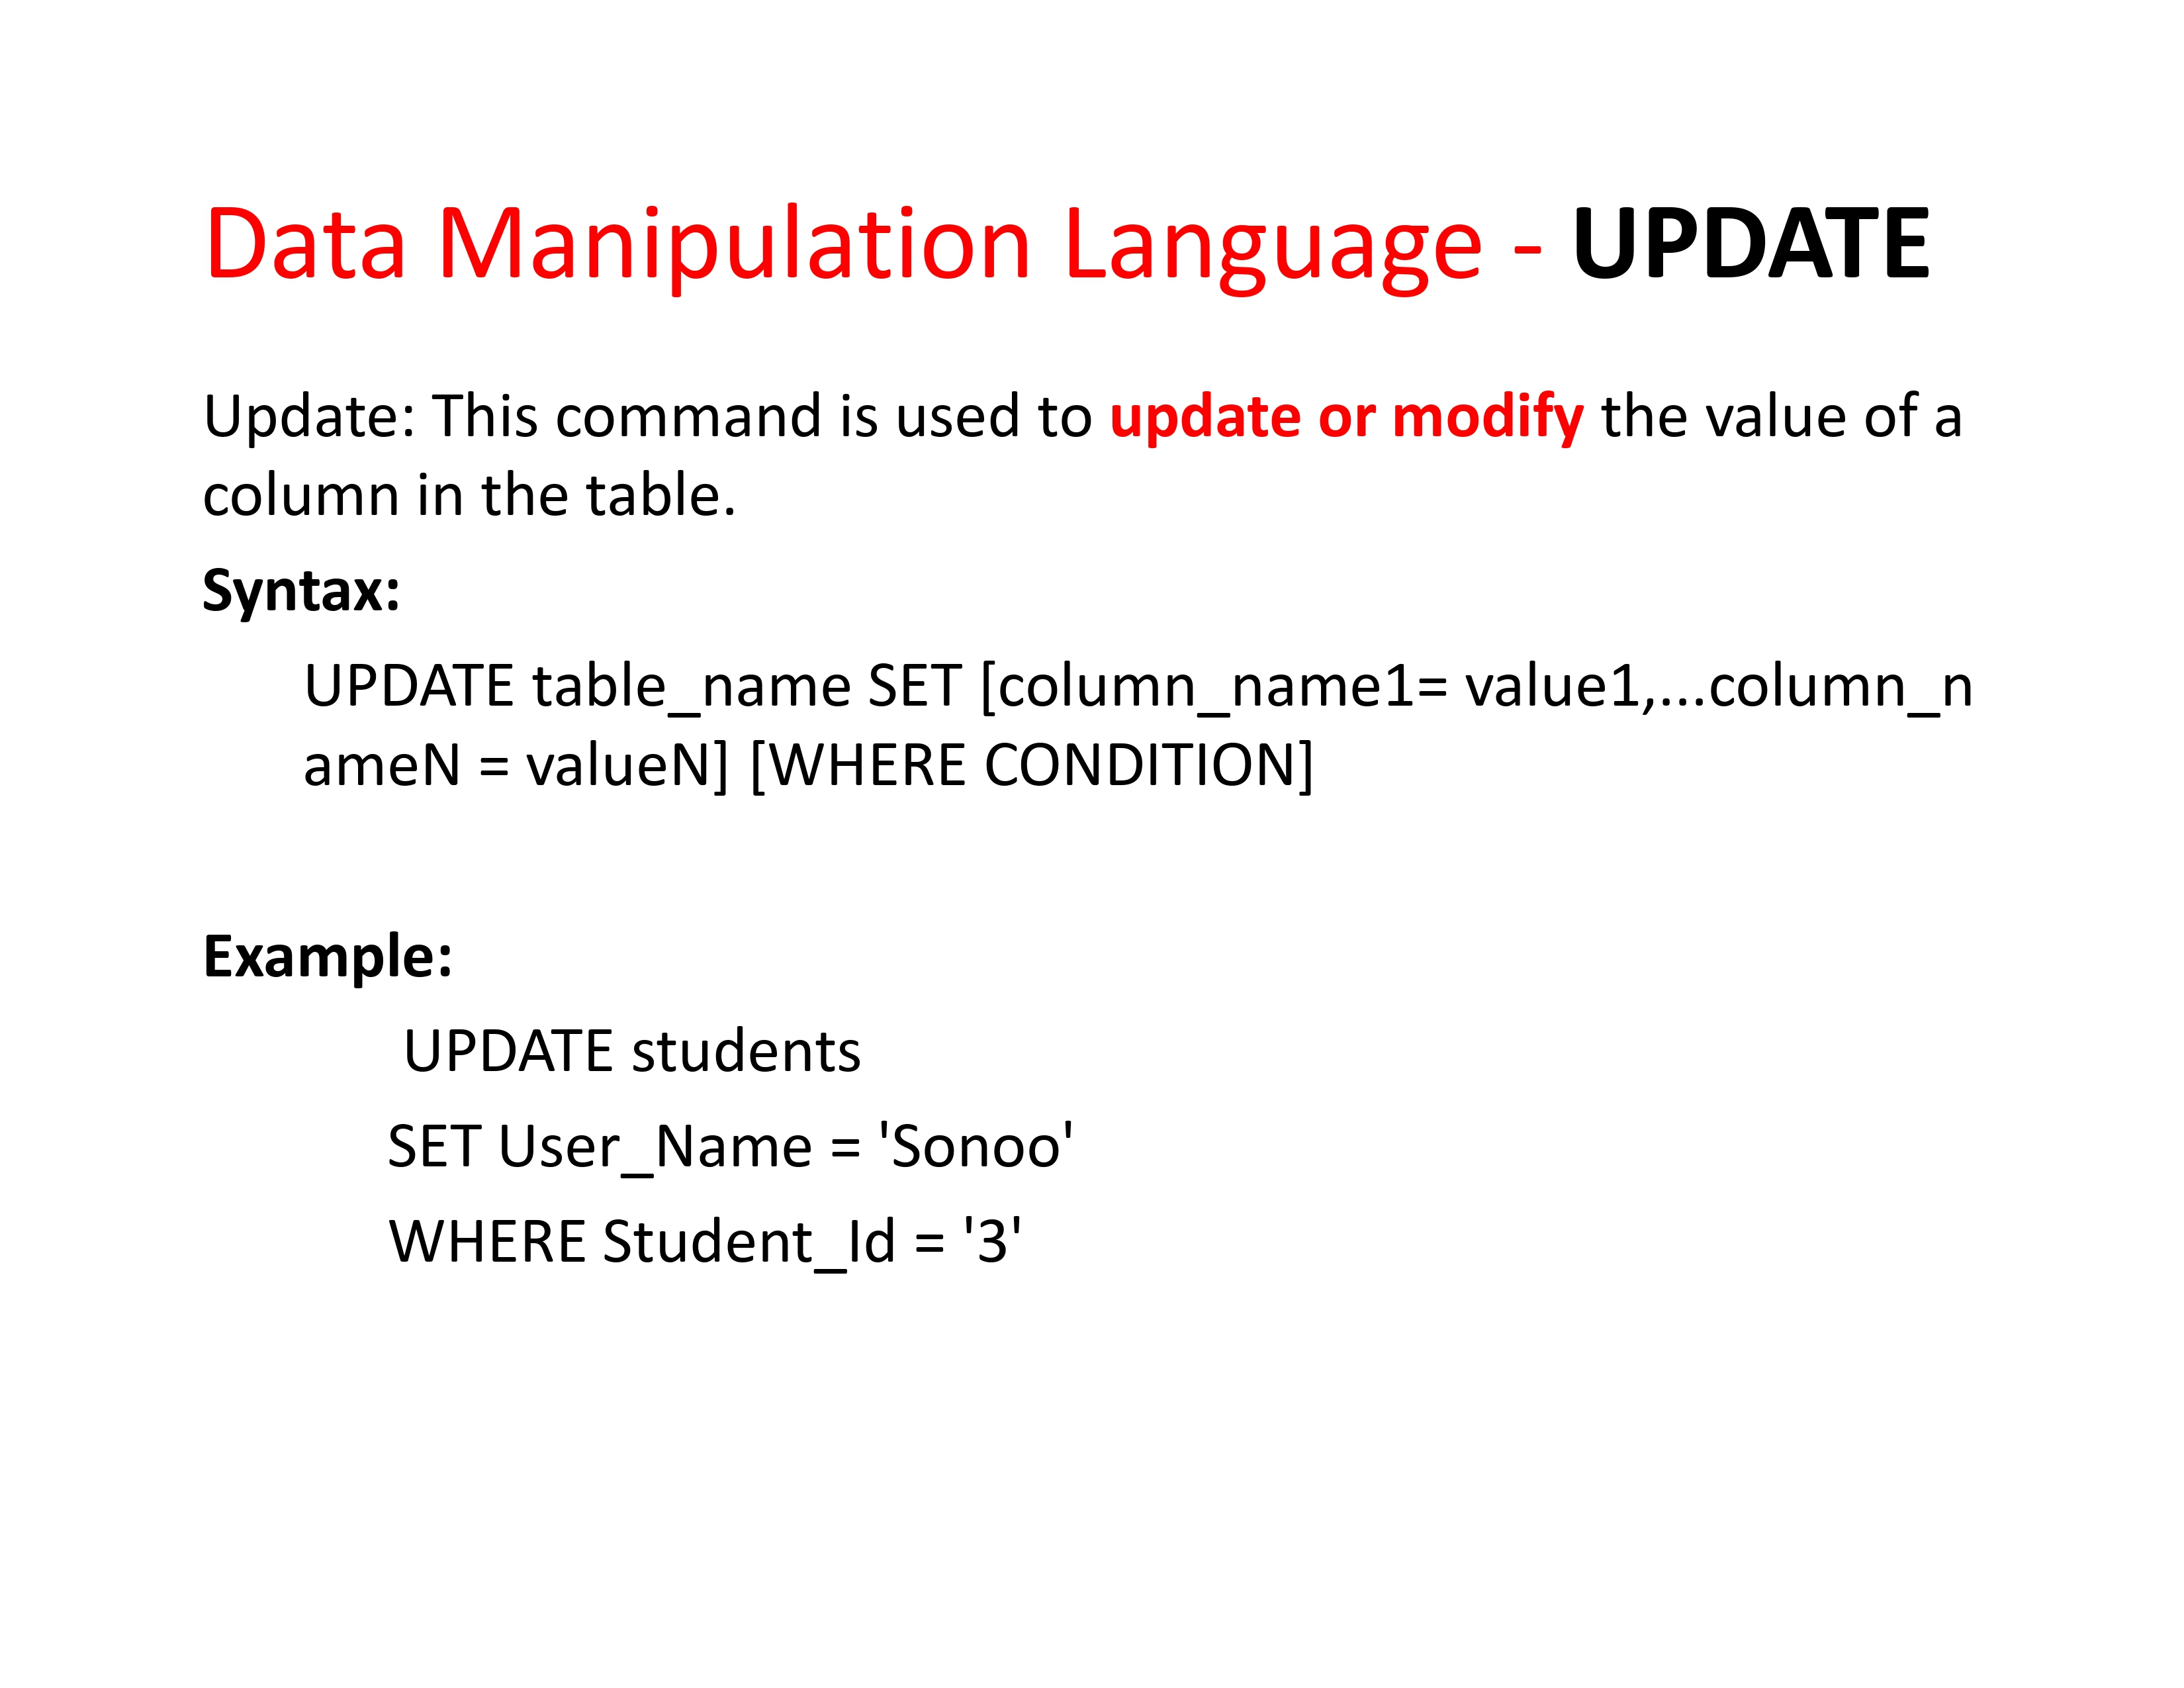 Data Manipulation Language - UPDATE
Update: This command is used to update or modify the value of a
column in the table.
Syntax:
UPDATE table_name SET [column_name1= value1,....column_n
ameN = valueN] [WHERE CONDITION]
Example:
UPDATE students
SET User_Name = 'Sonoo'
WHERE Student_Id = '3'